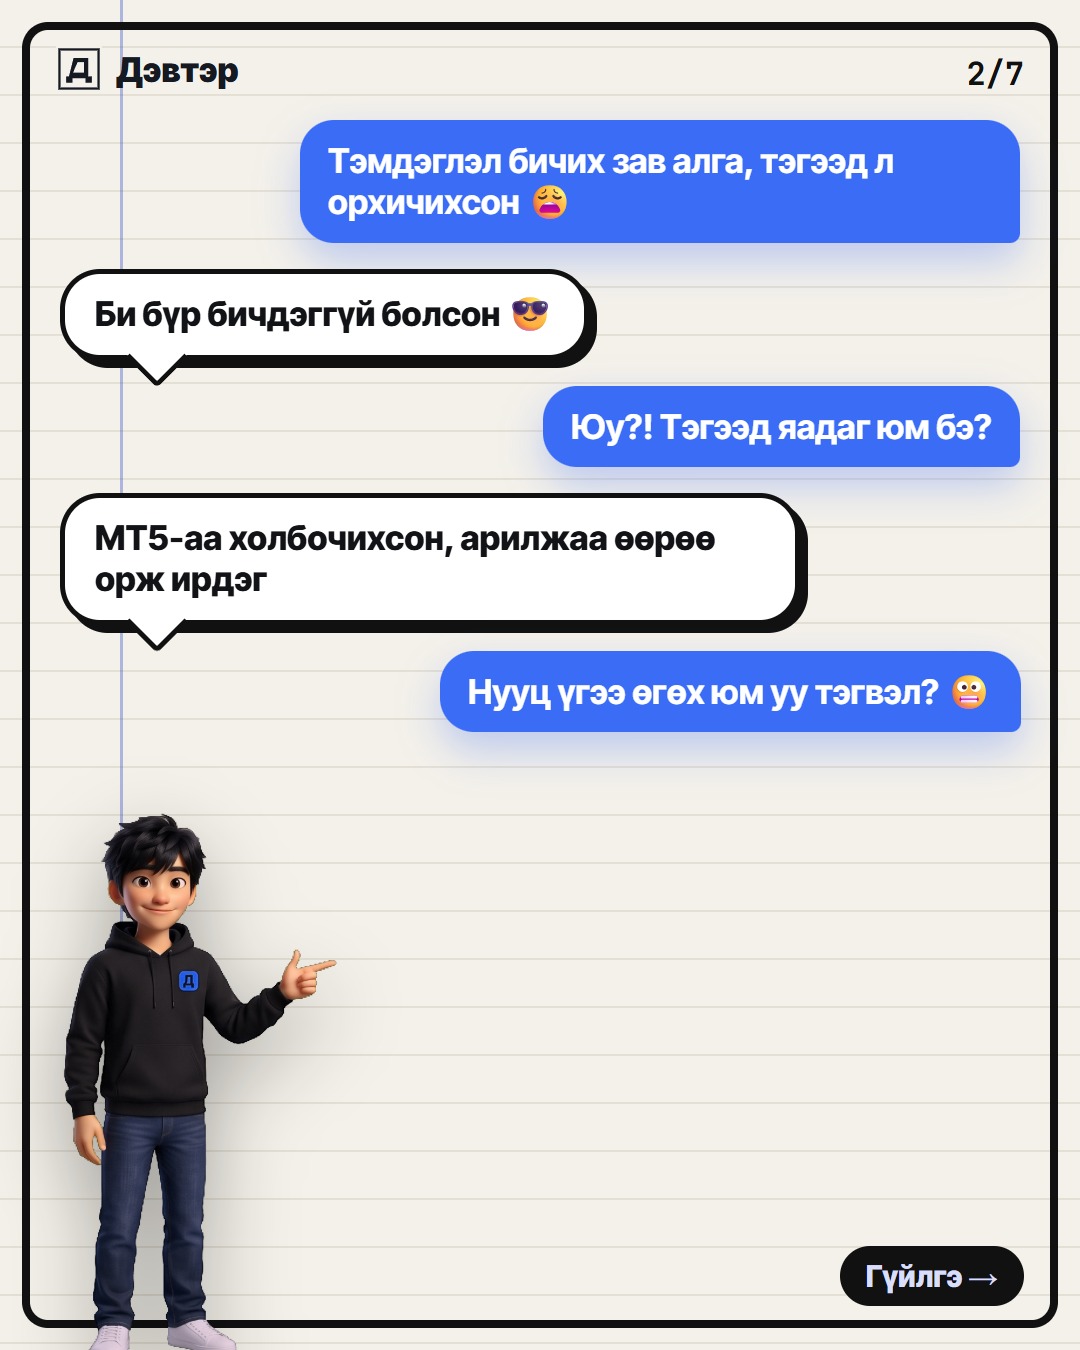 Д Дэвтэр
2/7
Тэмдэглэл бичих зав алга, тэгээд л
орхичихсон 😩
Би бүр бичдэггүй болсон 😎
Юу?! Тэгээд яадаг юм бэ?
МТ5-аа холбочихсон, арилжаа өөрөө
орж ирдэг
Нууц үгээ өгөх юм уу тэгвэл? 😬
Д
Гүйлгэ →